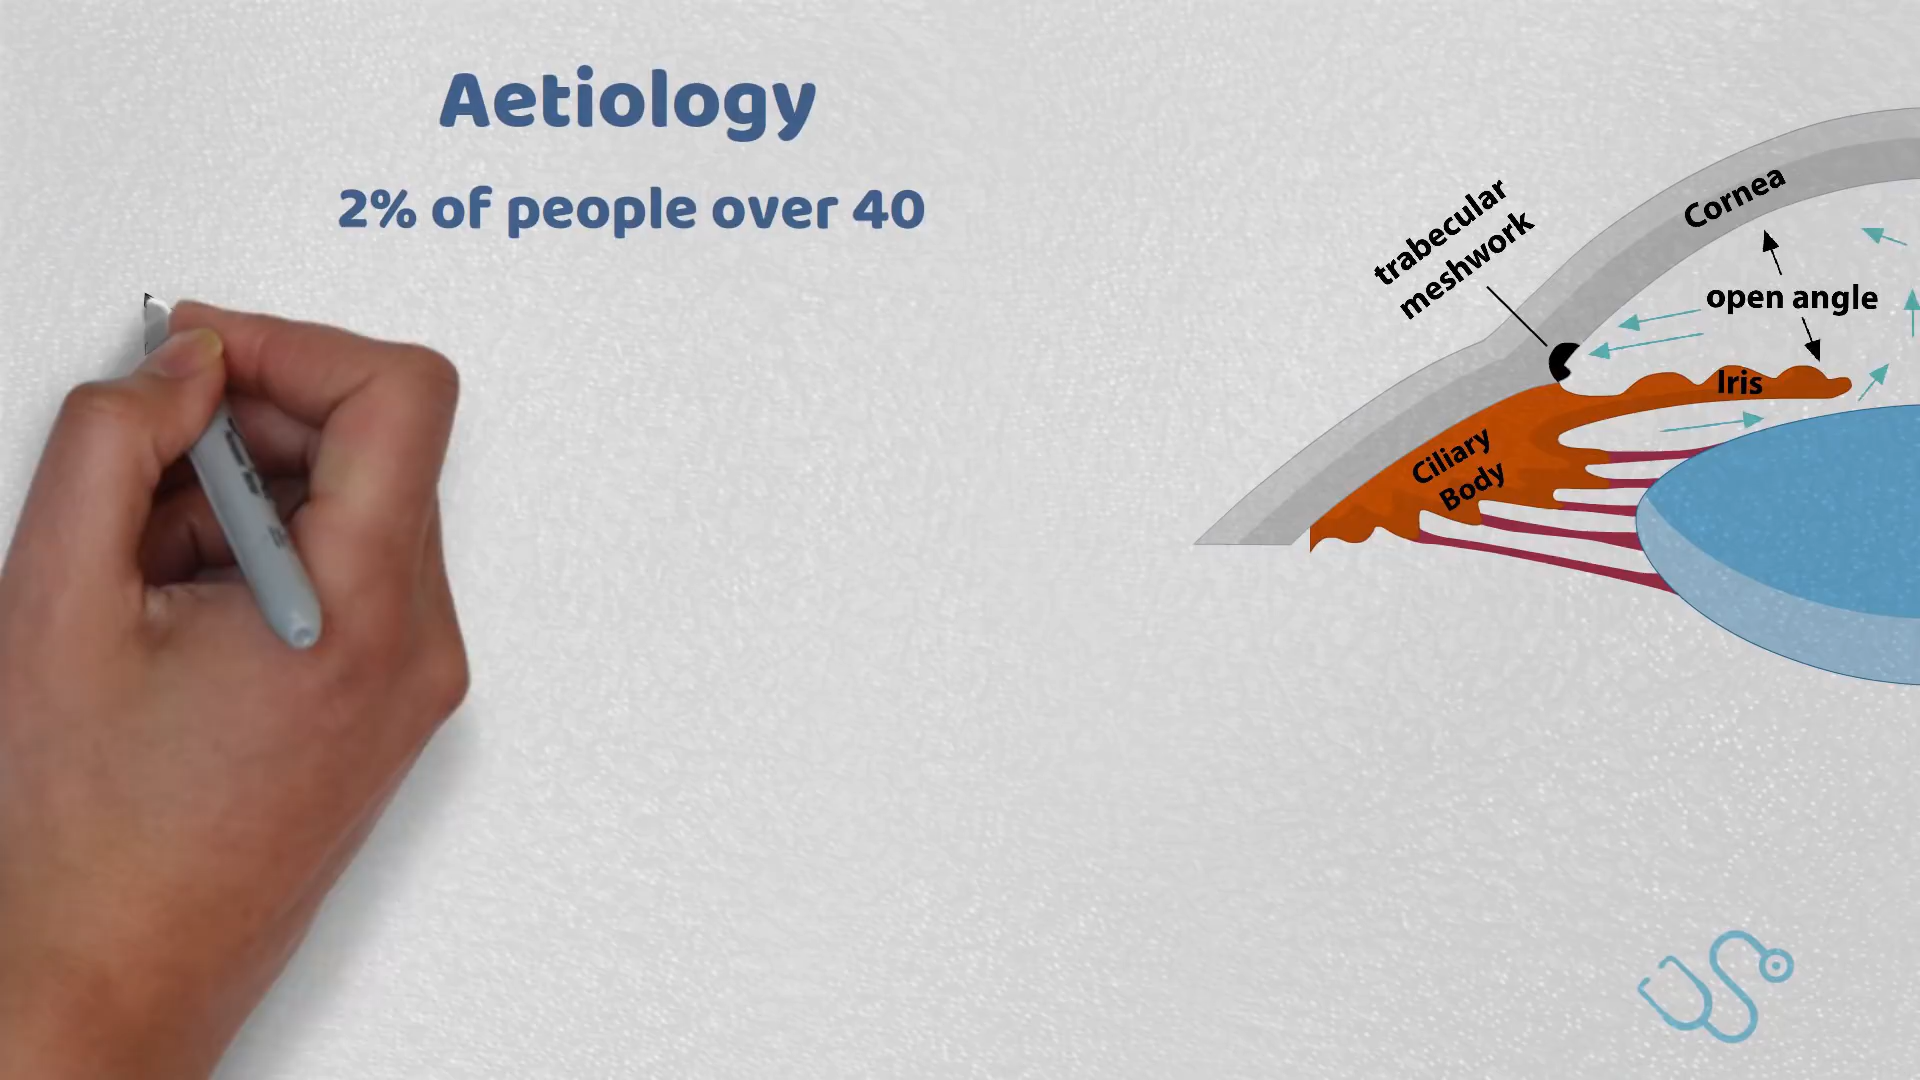 Aetiology
2% of people over 40
trabecular
meshwork
Cornea
open angle
Iris
Ciliary
Body